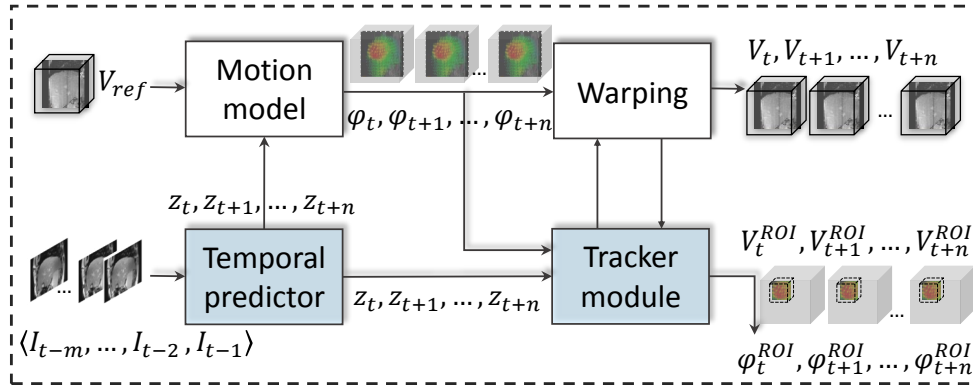 V_ref
Motion
model
...
φ_t, φ_{t+1}, ..., φ_{t+n}
Warping
V_t, V_{t+1}, ..., V_{t+n}
...
z_t, z_{t+1}, ..., z_{t+n}
...
⟨I_{t-m}, ..., I_{t-2}, I_{t-1}⟩
Temporal
predictor
z_t, z_{t+1}, ..., z_{t+n}
Tracker
module
V_t^{ROI}, V_{t+1}^{ROI}, ..., V_{t+n}^{ROI}
...
φ_t^{ROI}, φ_{t+1}^{ROI}, ..., φ_{t+n}^{ROI}